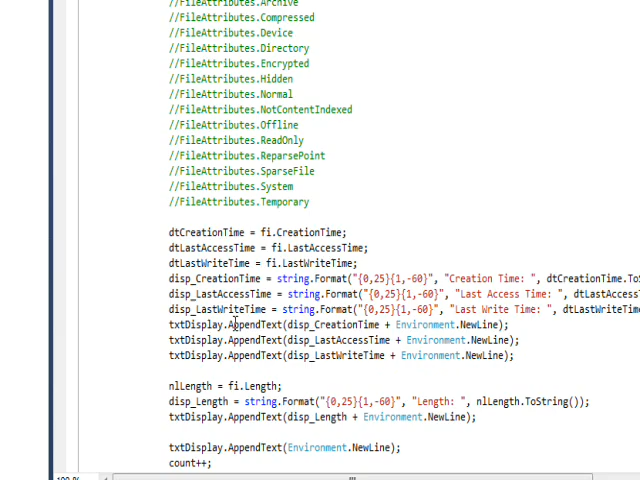 //FileAttributes.Archive
//FileAttributes.Compressed
//FileAttributes.Device
//FileAttributes.Directory
//FileAttributes.Encrypted
//FileAttributes.Hidden
//FileAttributes.Normal
//FileAttributes.NotContentIndexed
//FileAttributes.Offline
//FileAttributes.ReadOnly
//FileAttributes.ReparsePoint
//FileAttributes.SparseFile
//FileAttributes.System
//FileAttributes.Temporary
dtCreationTime = fi.CreationTime;
dtLastAccessTime = fi.LastAccessTime;
dtLastWriteTime = fi.LastWriteTime;
disp_CreationTime = string.Format("{0,25}{1,-60}", "Creation Time: ", dtCreationTime.ToS
disp_LastAccessTime = string.Format("{0,25}{1,-60}", "Last Access Time: ", dtLastAccess
disp_LastWriteTime = string.Format("{0,25}{1,-60}", "Last Write Time: ", dtLastWriteTime
txtDisplay.AppendText(disp_CreationTime + Environment.NewLine);
txtDisplay.AppendText(disp_LastAccessTime + Environment.NewLine);
txtDisplay.AppendText(disp_LastWriteTime + Environment.NewLine);
nlLength = fi.Length;
disp_Length = string.Format("{0,25}{1,-60}", "Length: ", nlLength.ToString());
txtDisplay.AppendText(disp_Length + Environment.NewLine);
txtDisplay.AppendText(Environment.NewLine);
count++;
100 %